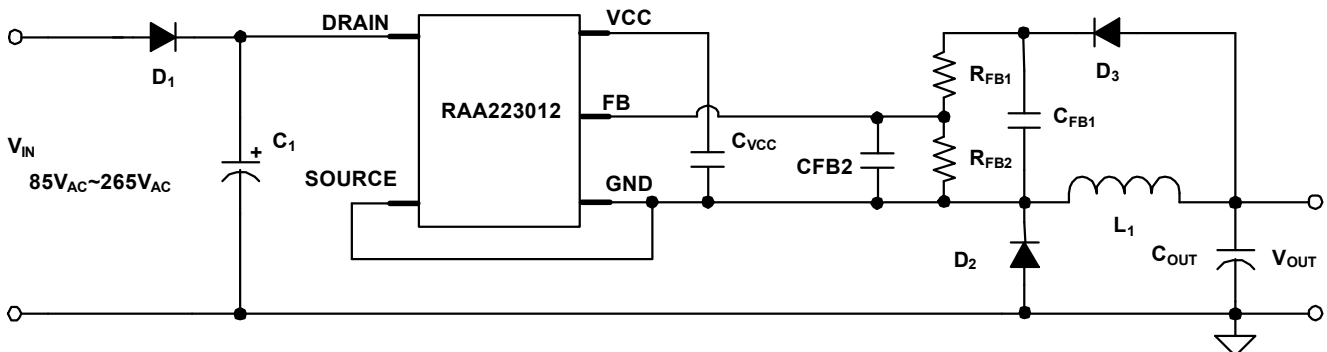 DRAIN
VCC
D1
RFB1
D3
RAA223012
FB
CFB1
C1
CVCC
VIN
CFB2
RFB2
+
85VAC~265VAC
SOURCE
GND
L1
D2
COUT
VOUT